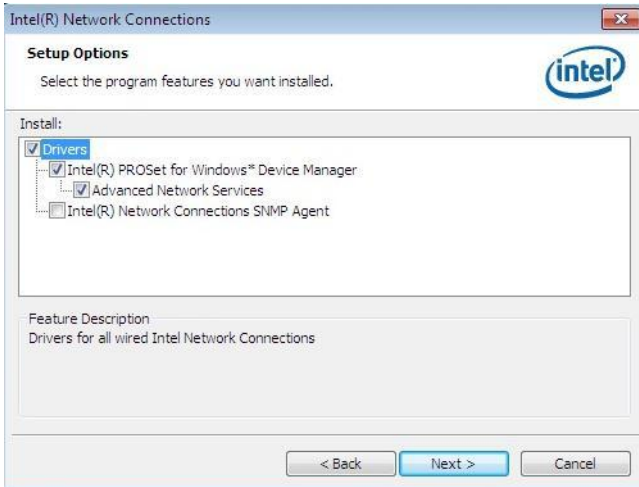 Intel(R) Network Connections
Setup Options
Select the program features you want installed.
intel
Install:
Drivers
Intel(R) PROSet for Windows* Device Manager
Advanced Network Services
Intel(R) Network Connections SNMP Agent
Feature Description
Drivers for all wired Intel Network Connections
< Back
Next >
Cancel